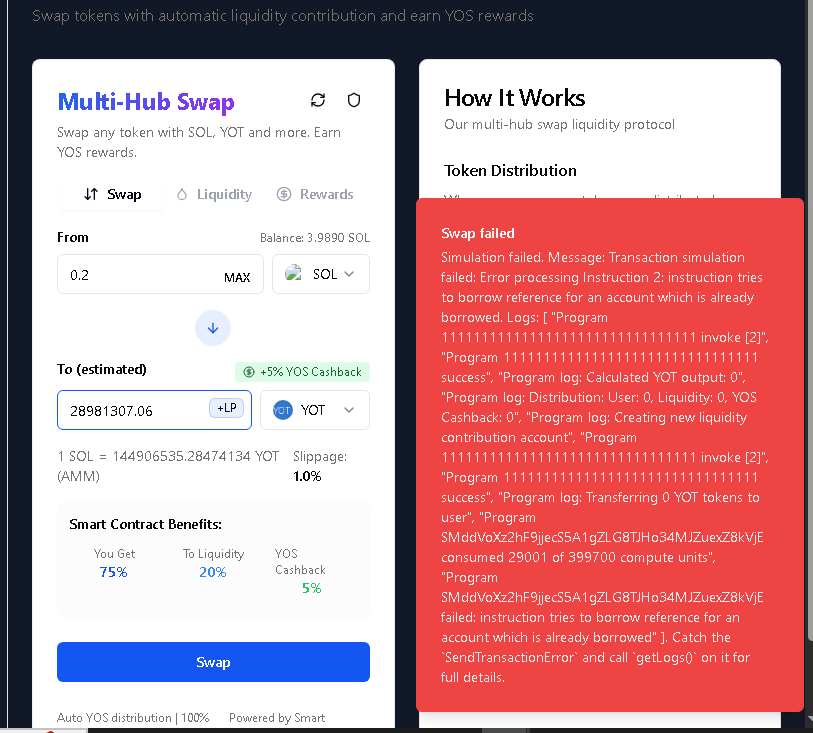 Swap tokens with automatic liquidity contribution and earn YOS rewards
Multi-Hub Swap
Swap any token with SOL, YOT and more. Earn
YOS rewards.
Swap
Liquidity
Rewards
From
Balance: 3.9890 SOL
0.2
MAX
SOL
To (estimated)
+5% YOS Cashback
28981307.06
+LP
YOT
YOT
1 SOL = 144906535.28474134 YOT
(AMM)
Slippage:
1.0%
Smart Contract Benefits:
You Get
75%
To Liquidity
20%
YOS
Cashback
5%
Swap
Auto YOS distribution | 100%
Powered by Smart
How It Works
Our multi-hub swap liquidity protocol
Token Distribution
Swap failed
Simulation failed. Message: Transaction simulation
failed: Error processing Instruction 2: instruction tries
to borrow reference for an account which is already
borrowed. Logs: [ "Program
11111111111111111111111111111111 invoke [2]",
"Program 11111111111111111111111111111111
success", "Program log: Calculated YOT output: 0",
"Program log: Distribution: User: 0, Liquidity: 0, YOS
Cashback: 0", "Program log: Creating new liquidity
contribution account", "Program
11111111111111111111111111111111 invoke [2]",
"Program 11111111111111111111111111111111
success", "Program log: Transferring 0 YOT tokens to
user", "Program
SMddVoXz2hF9jjecS5A1gZLG8TJHo34MJZuexZ8kVjE
consumed 29001 of 399700 compute units",
"Program
SMddVoXz2hF9jjecS5A1gZLG8TJHo34MJZuexZ8kVjE
failed: instruction tries to borrow reference for an
account which is already borrowed" ]. Catch the
`SendTransactionError` and call `getLogs()` on it for
full details.